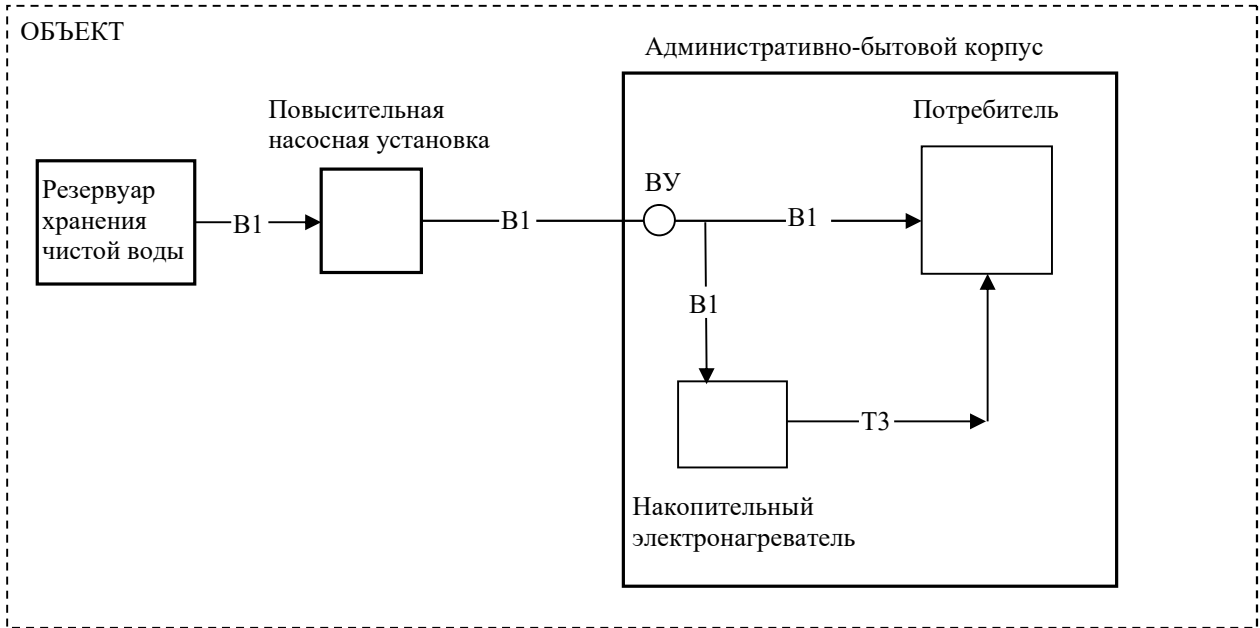 ОБЪЕКТ
Административно-бытовой корпус
Повысительная
насосная установка
Потребитель
Резервуар
хранения
чистой воды
В1
В1
ВУ
В1
В1
Т3
Накопительный
электронагреватель